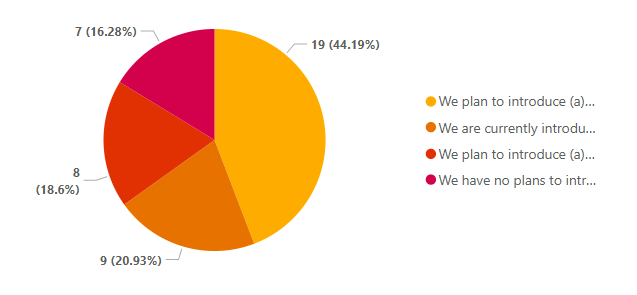 7 (16.28%)
19 (44.19%)
8
(18.6%)
9 (20.93%)
We plan to introduce (a)...
We are currently introdu...
We plan to introduce (a)...
We have no plans to intr...